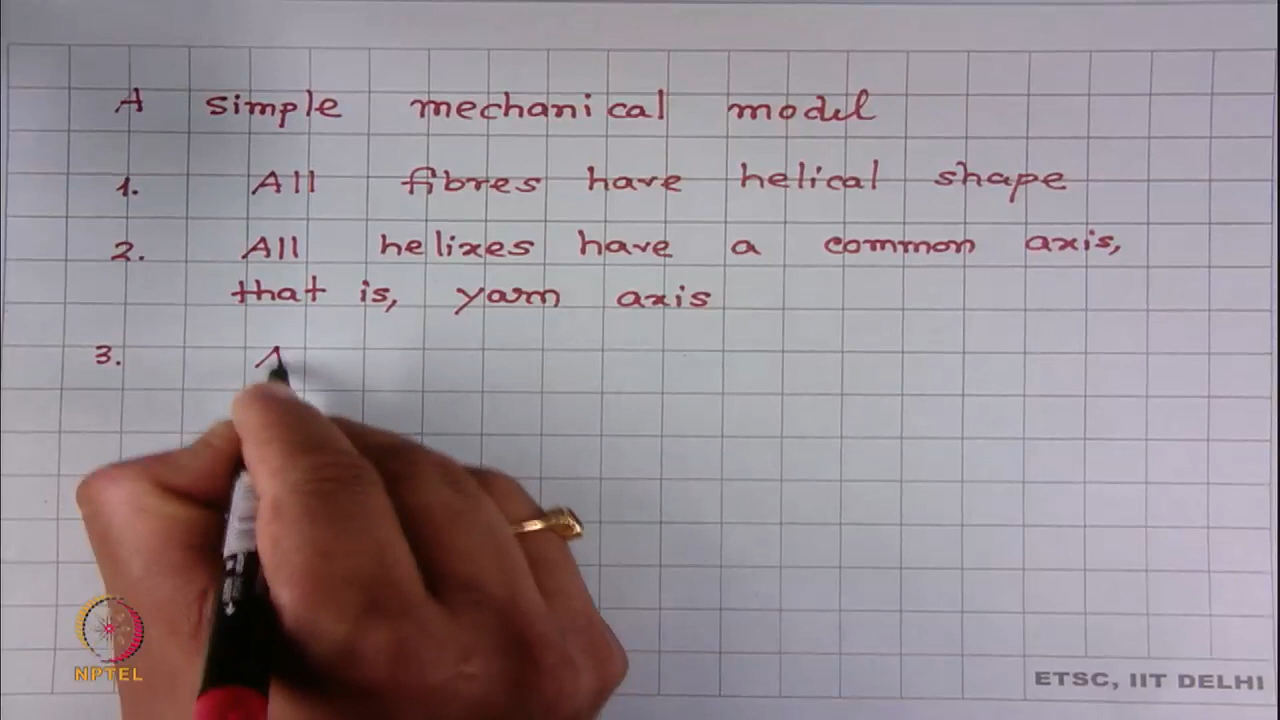 A simple mechanical model
1. All fibres have helical shape
2. All helixes have a common axis,
that is, yarn axis
3.
NPTEL
ETSC, IIT DELHI